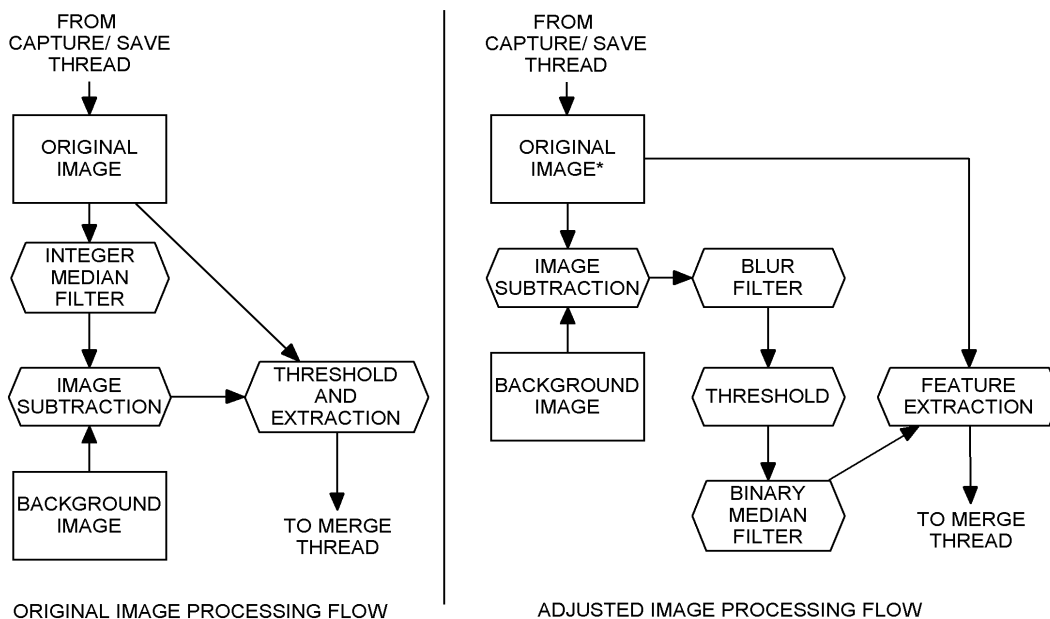 FROM
CAPTURE/ SAVE
THREAD
ORIGINAL
IMAGE
INTEGER
MEDIAN
FILTER
IMAGE
SUBTRACTION
THRESHOLD
AND
EXTRACTION
BACKGROUND
IMAGE
TO MERGE
THREAD
ORIGINAL IMAGE PROCESSING FLOW
FROM
CAPTURE/ SAVE
THREAD
ORIGINAL
IMAGE*
IMAGE
SUBTRACTION
BLUR
FILTER
BACKGROUND
IMAGE
THRESHOLD
FEATURE
EXTRACTION
BINARY
MEDIAN
FILTER
TO MERGE
THREAD
ADJUSTED IMAGE PROCESSING FLOW